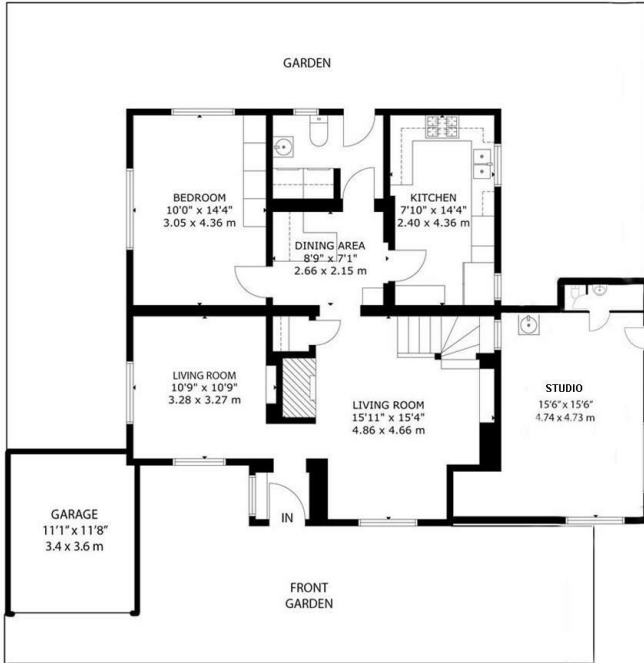 GARDEN
BEDROOM
10'0" x 14'4"
3.05 x 4.36 m
KITCHEN
7'10" x 14'4"
2.40 x 4.36 m
DINING AREA
8'9" x 7'1"
2.66 x 2.15 m
LIVING ROOM
10'9" x 10'9"
3.28 x 3.27 m
LIVING ROOM
15'11" x 15'4"
4.86 x 4.66 m
STUDIO
15'6" x 15'6"
4.74 x 4.73 m
GARAGE
11'1" x 11'8"
3.4 x 3.6 m
IN
FRONT
GARDEN